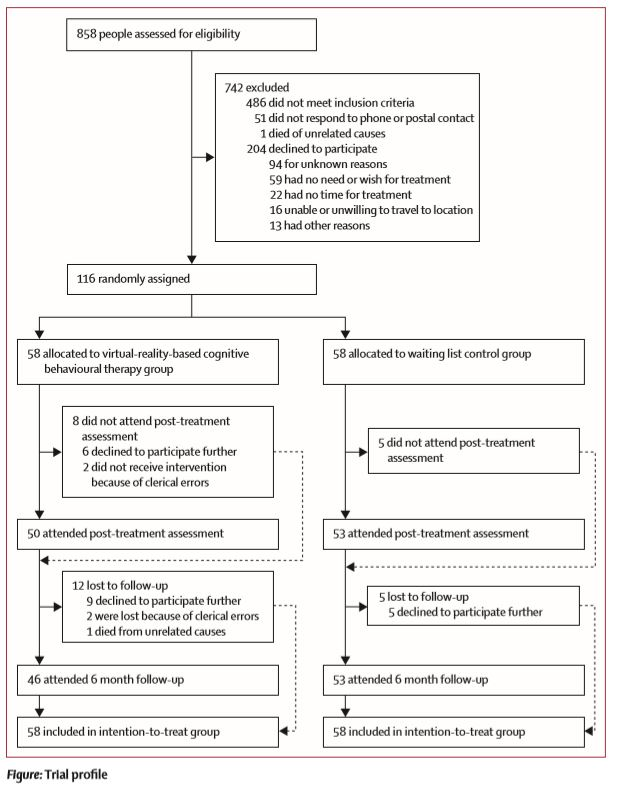 858 people assessed for eligibility
742 excluded
486 did not meet inclusion criteria
51 did not respond to phone or postal contact
1 died of unrelated causes
204 declined to participate
94 for unknown reasons
59 had no need or wish for treatment
22 had no time for treatment
16 unable or unwilling to travel to location
13 had other reasons
116 randomly assigned
58 allocated to virtual-reality-based cognitive
behavioural therapy group
58 allocated to waiting list control group
8 did not attend post-treatment
assessment
6 declined to participate further
2 did not receive intervention
because of clerical errors
5 did not attend post-treatment
assessment
50 attended post-treatment assessment
53 attended post-treatment assessment
12 lost to follow-up
9 declined to participate further
2 were lost because of clerical errors
1 died from unrelated causes
5 lost to follow-up
5 declined to participate further
46 attended 6 month follow-up
53 attended 6 month follow-up
58 included in intention-to-treat group
58 included in intention-to-treat group
Figure: Trial profile